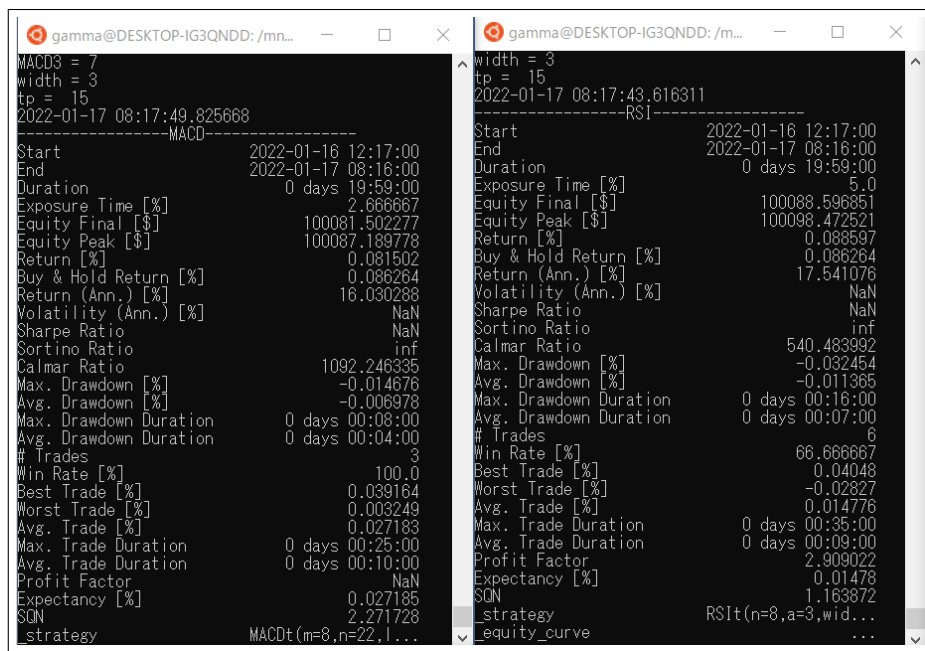 gamma@DESKTOP-IG3QNDD: /mn...
MACD3 = 7
width = 3
tp =  15
2022-01-17 08:17:49.825668
-----------------MACD-----------------
Start 2022-01-16 12:17:00
End 2022-01-17 08:16:00
Duration 0 days 19:59:00
Exposure Time [%] 2.666667
Equity Final [$] 100081.502277
Equity Peak [$] 100087.189778
Return [%] 0.081502
Buy & Hold Return [%] 0.086264
Return (Ann.) [%] 16.030288
Volatility (Ann.) [%] NaN
Sharpe Ratio NaN
Sortino Ratio inf
Calmar Ratio 1092.246335
Max. Drawdown [%] -0.014676
Avg. Drawdown [%] -0.006978
Max. Drawdown Duration 0 days 00:08:00
Avg. Drawdown Duration 0 days 00:04:00
# Trades 3
Win Rate [%] 100.0
Best Trade [%] 0.039164
Worst Trade [%] 0.003249
Avg. Trade [%] 0.027183
Max. Trade Duration 0 days 00:25:00
Avg. Trade Duration 0 days 00:10:00
Profit Factor NaN
Expectancy [%] 0.027185
SQN 2.271728
_strategy MACDt(m=8,n=22,l...
gamma@DESKTOP-IG3QNDD: /m...
width = 3
tp =  15
2022-01-17 08:17:43.616311
-----------------RSI-----------------
Start 2022-01-16 12:17:00
End 2022-01-17 08:16:00
Duration 0 days 19:59:00
Exposure Time [%] 5.0
Equity Final [$] 100088.596851
Equity Peak [$] 100098.472521
Return [%] 0.088597
Buy & Hold Return [%] 0.086264
Return (Ann.) [%] 17.541076
Volatility (Ann.) [%] NaN
Sharpe Ratio NaN
Sortino Ratio inf
Calmar Ratio 540.483992
Max. Drawdown [%] -0.032454
Avg. Drawdown [%] -0.011365
Max. Drawdown Duration 0 days 00:16:00
Avg. Drawdown Duration 0 days 00:07:00
# Trades 6
Win Rate [%] 66.666667
Best Trade [%] 0.04048
Worst Trade [%] -0.02827
Avg. Trade [%] 0.014776
Max. Trade Duration 0 days 00:35:00
Avg. Trade Duration 0 days 00:09:00
Profit Factor 2.909022
Expectancy [%] 0.01478
SQN 1.163872
_strategy RSIt(n=8,a=3,wid...
_equity_curve ...